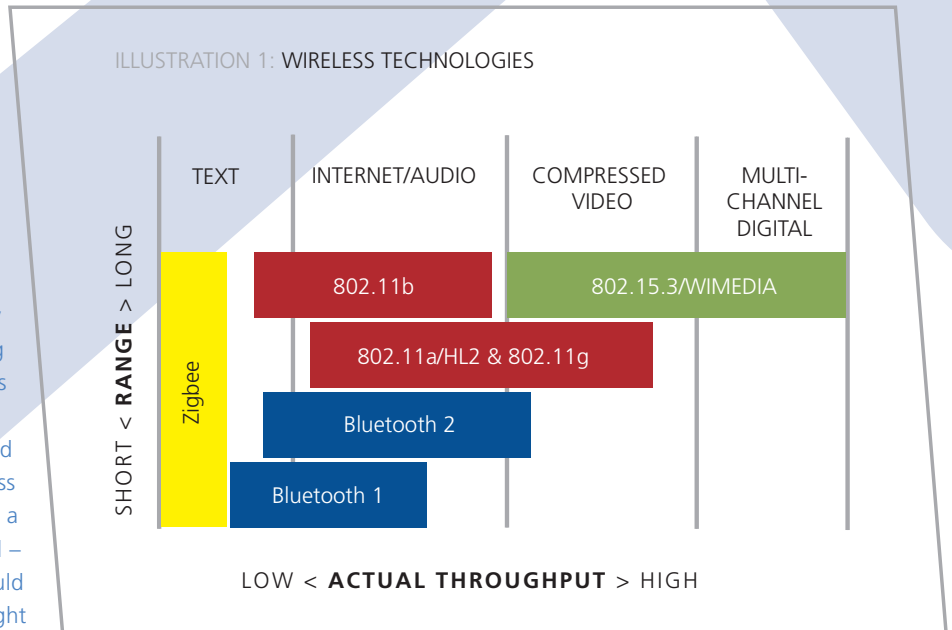 ILLUSTRATION 1: WIRELESS TECHNOLOGIES
TEXT
INTERNET/AUDIO
COMPRESSED
VIDEO
MULTI-
CHANNEL
DIGITAL
SHORT < RANGE > LONG
Zigbee
802.11b
802.15.3/WIMEDIA
802.11a/HL2 & 802.11g
Bluetooth 2
Bluetooth 1
LOW < ACTUAL THROUGHPUT > HIGH
a